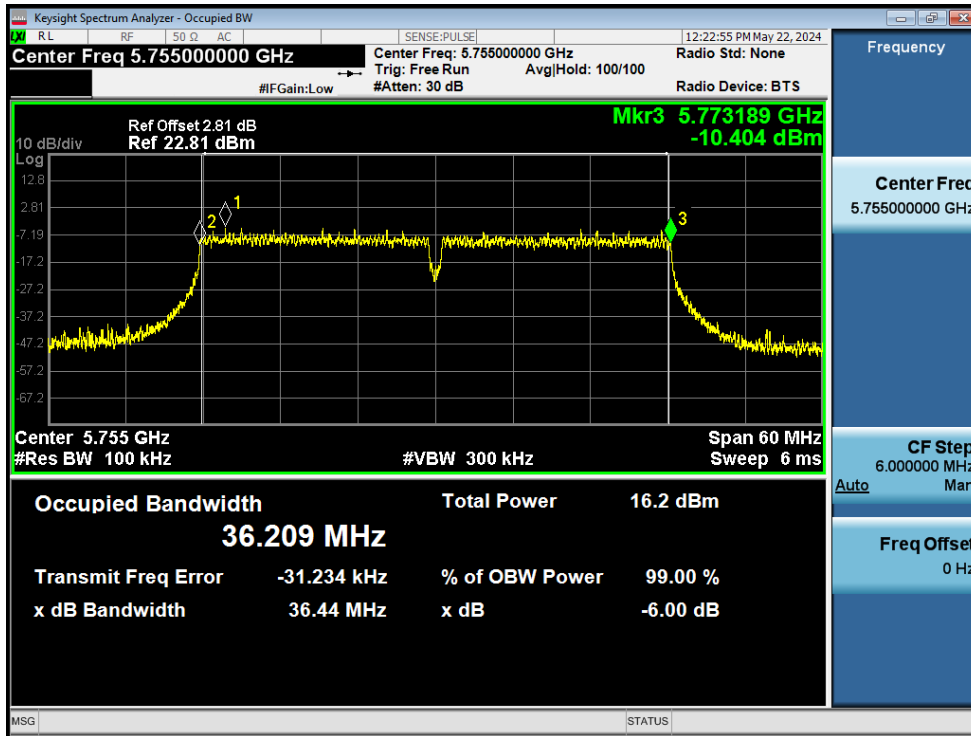 Keysight Spectrum Analyzer - Occupied BW
LXI RL RF 50 Ω AC SENSE:PULSE 12:22:55 PM May 22, 2024
Center Freq 5.755000000 GHz
Center Freq: 5.755000000 GHz Radio Std: None
Trig: Free Run Avg|Hold: 100/100
#IFGain:Low #Atten: 30 dB Radio Device: BTS
Mkr3 5.773189 GHz
-10.404 dBm
Ref Offset 2.81 dB
10 dB/div Ref 22.81 dBm
Log
12.8
2.81
-7.19
-17.2
-27.2
-37.2
-47.2
-57.2
-67.2
1
2
3
Center 5.755 GHz Span 60 MHz
#Res BW 100 kHz #VBW 300 kHz Sweep 6 ms
Occupied Bandwidth Total Power 16.2 dBm
36.209 MHz
Transmit Freq Error -31.234 kHz % of OBW Power 99.00 %
x dB Bandwidth 36.44 MHz x dB -6.00 dB
MSG STATUS
Frequency
Center Freq
5.755000000 GHz
CF Step
6.000000 MHz
Auto Man
Freq Offset
0 Hz